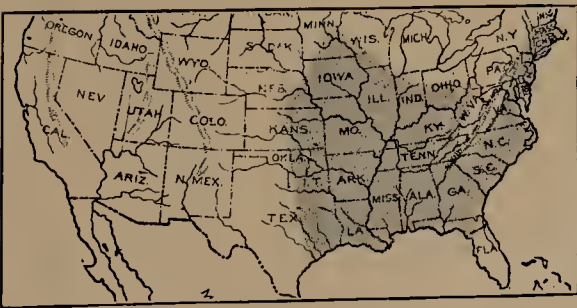 MINN.
WIS.
MICH.
N.Y.
OREGON
IDAHO
WYO.
S. DAK.
IOWA
NEB.
ILL.
IND.
OHIO
PA.
W.VA.
NEV.
UTAH
COLO.
KANS.
MO.
KY.
CAL.
TENN.
N.C.
ARIZ.
N. MEX.
OKLA.
I.T.
ARK.
S.C.
MISS.
ALA.
GA.
TEX.
LA.
FLA.